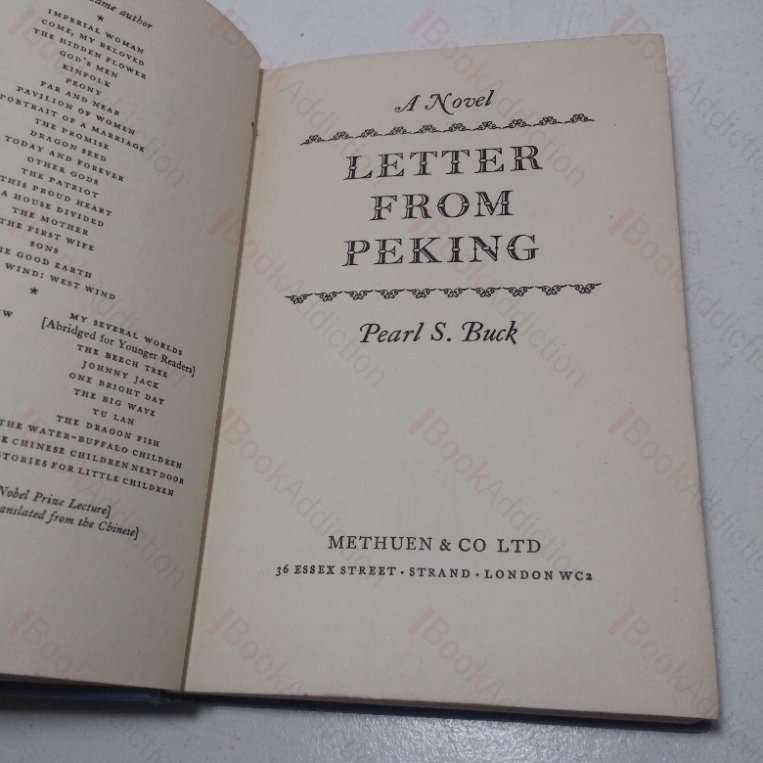 same author
IMPERIAL WOMAN
COME, MY BELOVED
THE HIDDEN FLOWER
GOD'S MEN
KINFOLK
PEONY
FAR AND NEAR
PAVILION OF WOMEN
PORTRAIT OF A MARRIAGE
THE PROMISE
DRAGON SEED
TODAY AND FOREVER
OTHER GODS
THE PATRIOT
THIS PROUD HEART
A HOUSE DIVIDED
THE MOTHER
THE FIRST WIFE
SONS
THE GOOD EARTH
WIND: WEST WIND
MY SEVERAL WORLDS
[Abridged for Younger Readers]
THE BEECH TREE
JOHNNY JACK
ONE BRIGHT DAY
THE BIG WAVE
YU LAN
THE DRAGON FISH
THE WATER-BUFFALO CHILDREN
CHINESE CHILDREN NEXT DOOR
STORIES FOR LITTLE CHILDREN
Nobel Prize Lecture]
anslated from the Chinese]
A Novel
LETTER
FROM
PEKING
Pearl S. Buck
METHUEN & CO LTD
36 ESSEX STREET · STRAND · LONDON WC2
BookAddiction